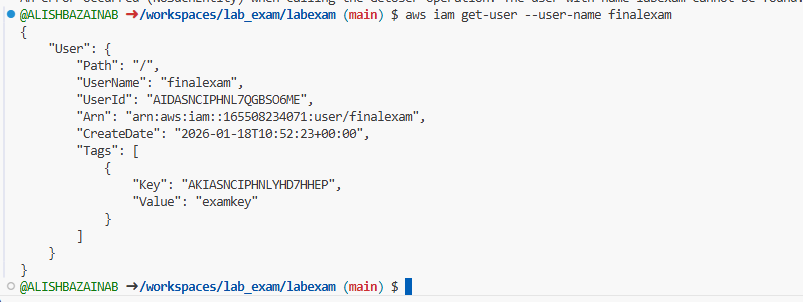 @ALISHBAZAINAB ➜/workspaces/lab_exam/labexam (main) $ aws iam get-user --user-name finalexam
{
    "User": {
        "Path": "/",
        "UserName": "finalexam",
        "UserId": "AIDASNCIPHNL7QGBSO6ME",
        "Arn": "arn:aws:iam::165508234071:user/finalexam",
        "CreateDate": "2026-01-18T10:52:23+00:00",
        "Tags": [
            {
                "Key": "AKIASNCIPHNLYHD7HHEP",
                "Value": "examkey"
            }
        ]
    }
}
@ALISHBAZAINAB ➜/workspaces/lab_exam/labexam (main) $